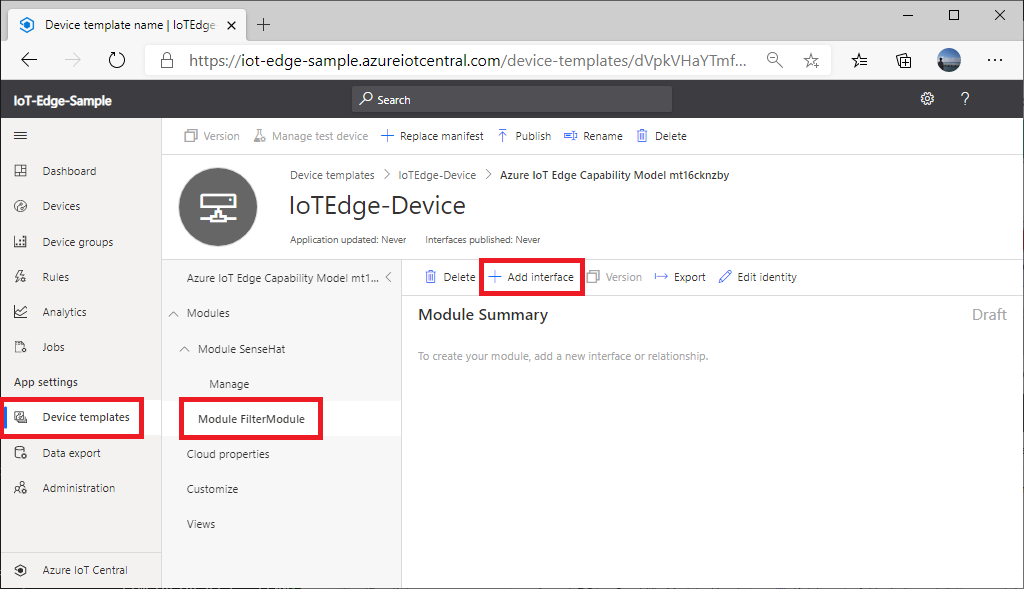 Device template name | IoTEdge
https://iot-edge-sample.azureiotcentral.com/device-templates/dVpkVHaYTmf...
IoT-Edge-Sample
Search
?
Version Manage test device Replace manifest Publish Rename Delete
Dashboard
Devices
Device groups
Rules
Analytics
Jobs
App settings
Device templates
Data export
Administration
Azure IoT Central
Device templates > IoTEdge-Device > Azure IoT Edge Capability Model mt16cknzby
IoTEdge-Device
Application updated: Never Interfaces published: Never
Azure IoT Edge Capability Model mt1...
Modules
Module SenseHat
Manage
Module FilterModule
Cloud properties
Customize
Views
Delete Add interface Version Export Edit identity
Module Summary Draft
To create your module, add a new interface or relationship.